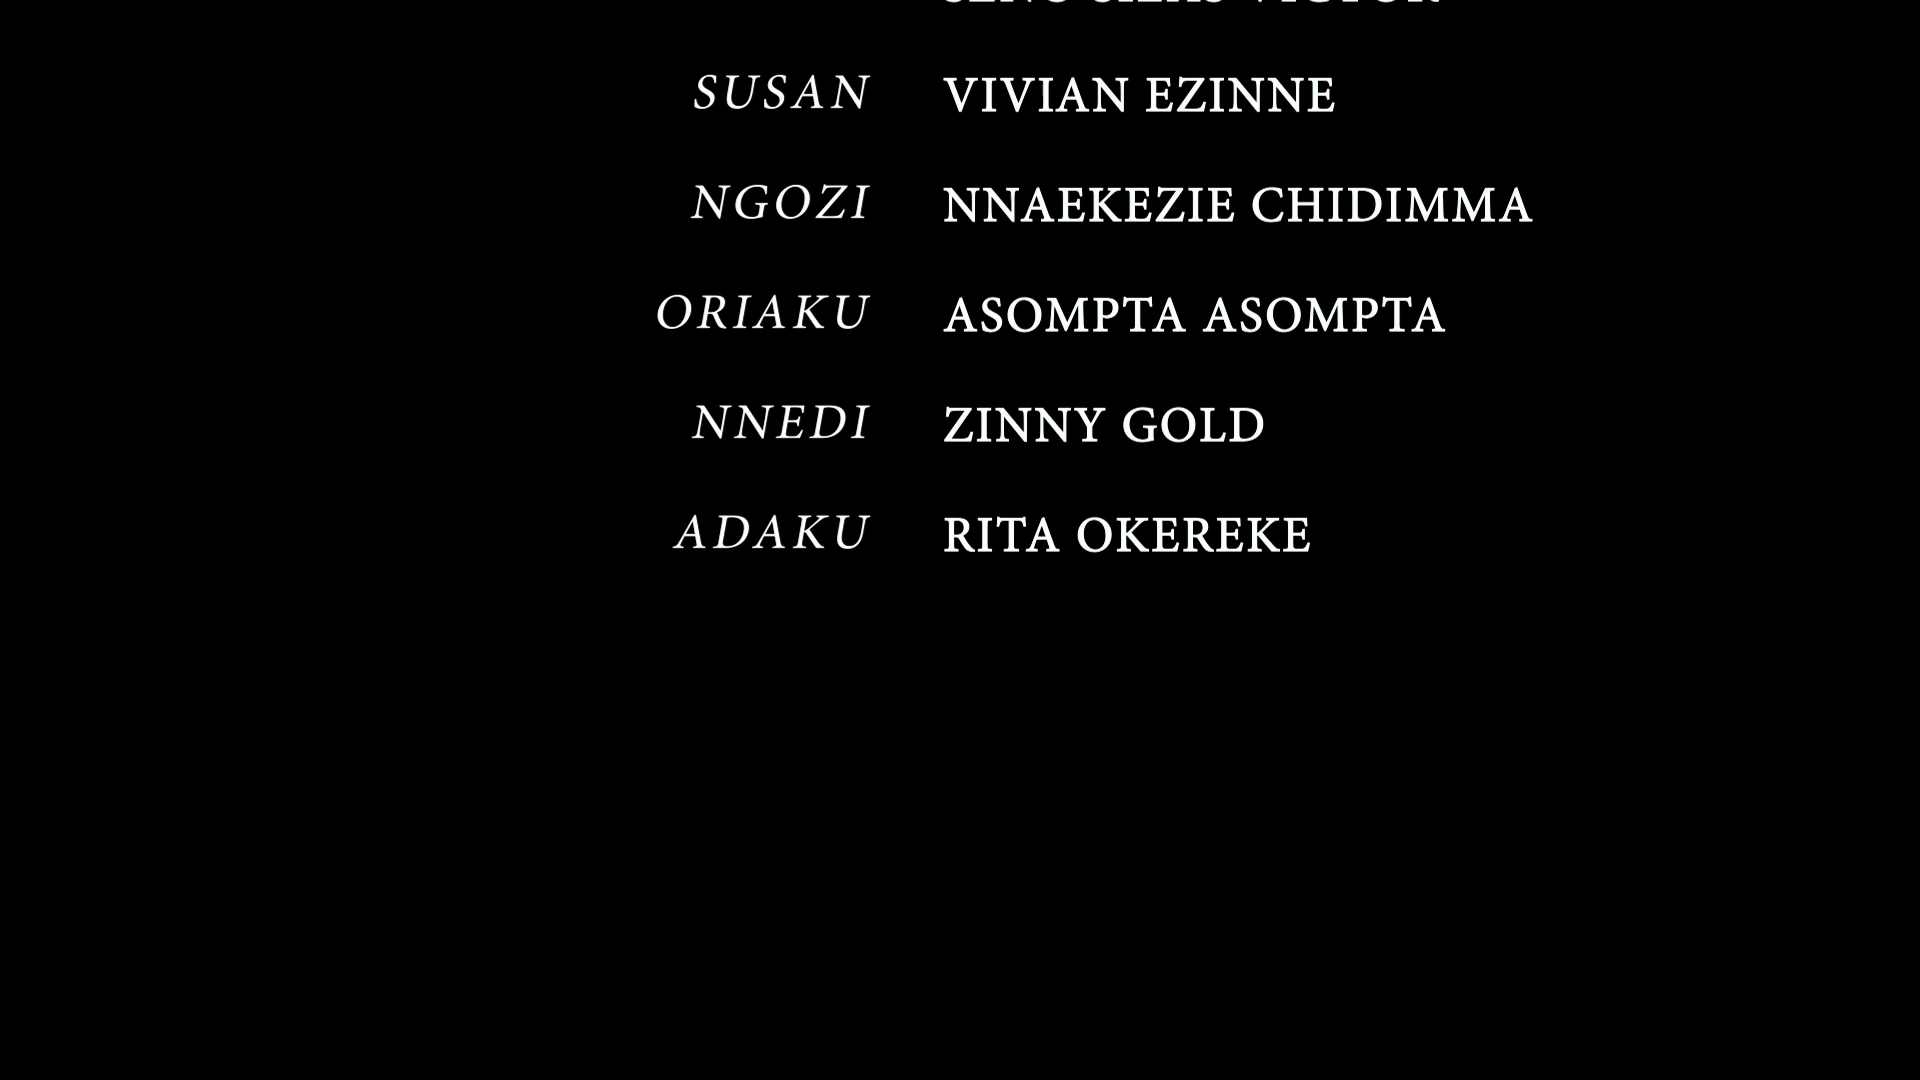 SUSAN VIVIAN EZINNE
NGOZI NNAEKEZIE CHIDIMMA
ORIAKU ASOMPTA ASOMPTA
NNEDI ZINNY GOLD
ADAKU RITA OKEREKE